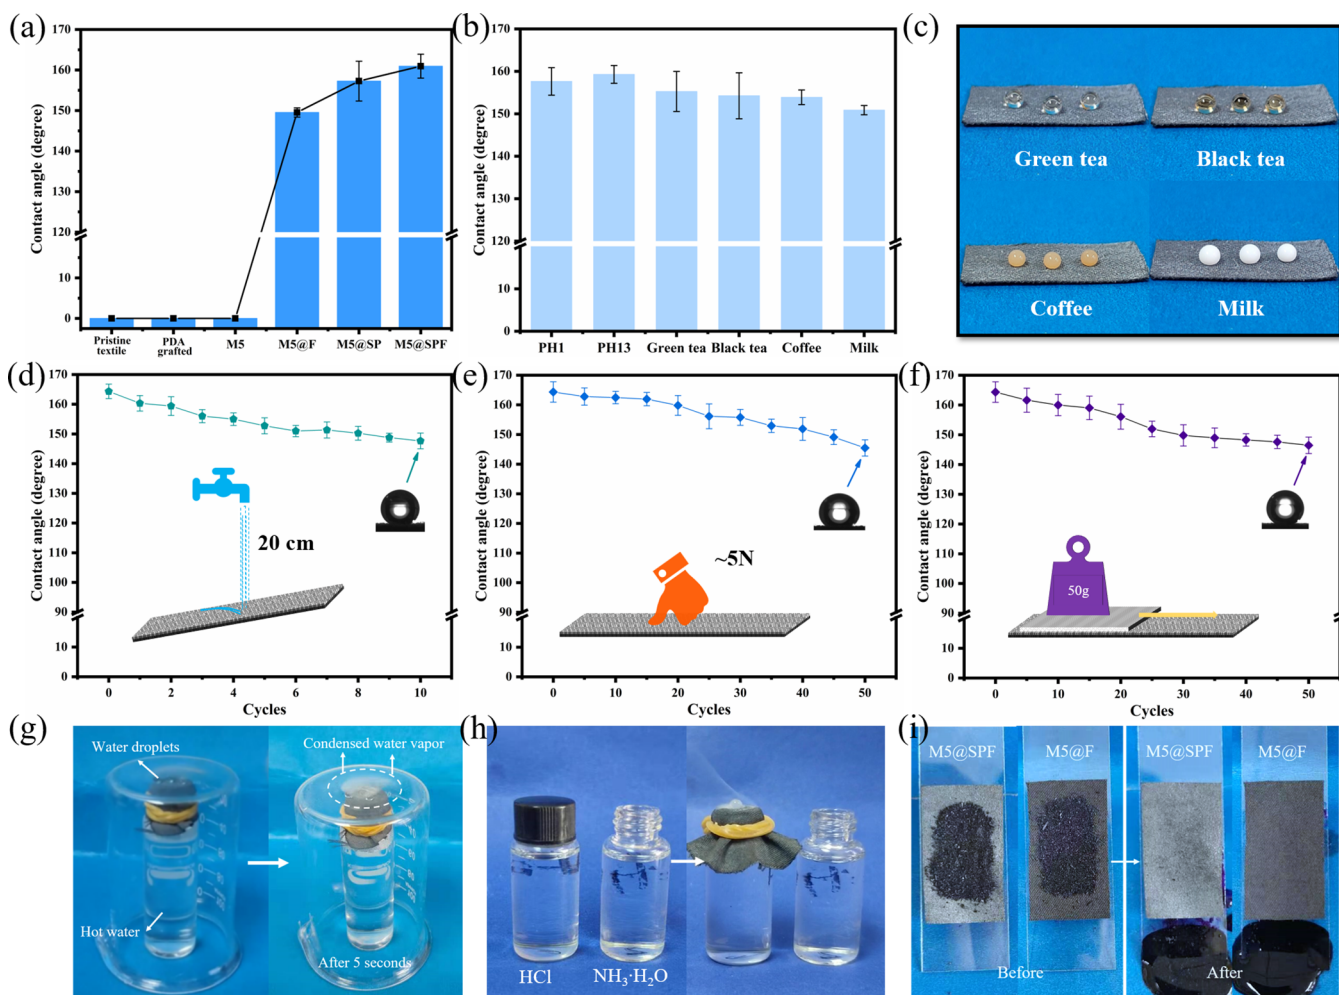 (a)
170
160
150
140
130
120
10
0
Contact angle (degree)
Pristine
textile
PDA
grafted
M5
M5@F
M5@SP
M5@SPF
(b)
170
160
150
140
130
120
10
0
Contact angle (degree)
PH1
PH13
Green tea
Black tea
Coffee
Milk
(c)
Green tea
Black tea
Coffee
Milk
(d)
170
160
150
140
130
120
110
100
90
10
0
Contact angle (degree)
20 cm
0
2
4
6
8
10
Cycles
(e)
170
160
150
140
130
120
110
100
90
10
0
Contact angle (degree)
~5N
0
10
20
30
40
50
Cycles
(f)
170
160
150
140
130
120
110
100
90
10
0
Contact angle (degree)
50g
0
10
20
30
40
50
Cycles
(g)
Water droplets
Condensed water vapor
Hot water
After 5 seconds
(h)
HCl
NH₃·H₂O
(i)
M5@SPF
M5@F
M5@SPF
M5@F
Before
After